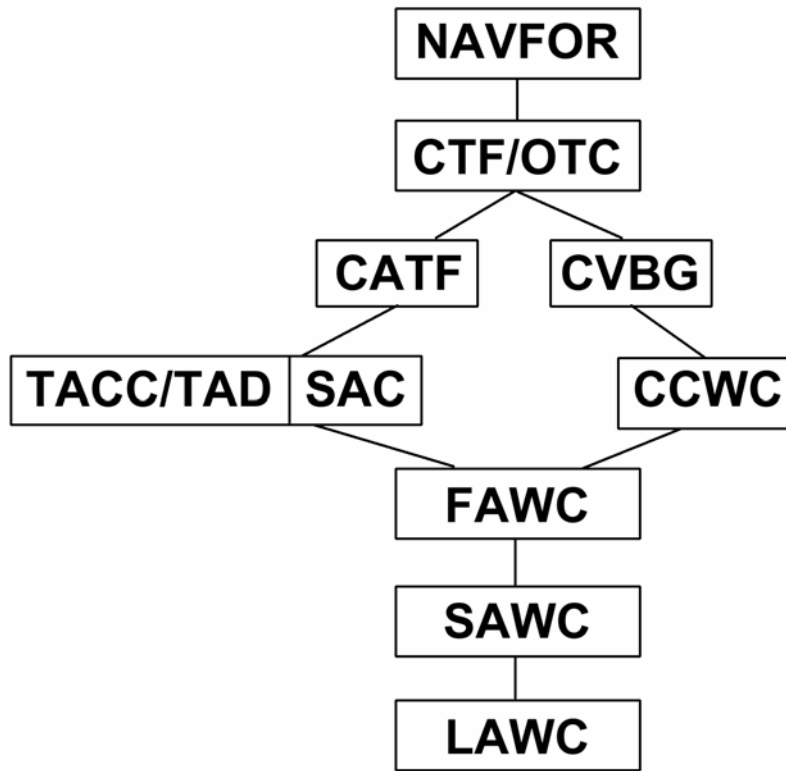 NAVFOR
CTF/OTC
CATF
CVBG
TACC/TAD
SAC
CCWC
FAWC
SAWC
LAWC